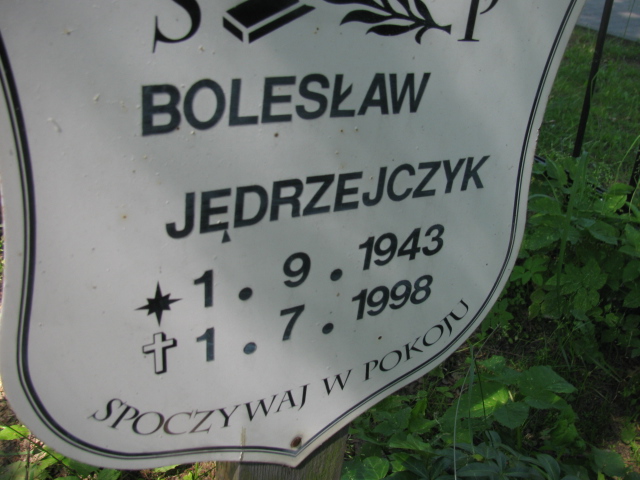 S P
BOLESŁAW
JĘDRZEJCZYK
1. 9. 1943
1. 7. 1998
SPOCZYWAJ W POKOJU